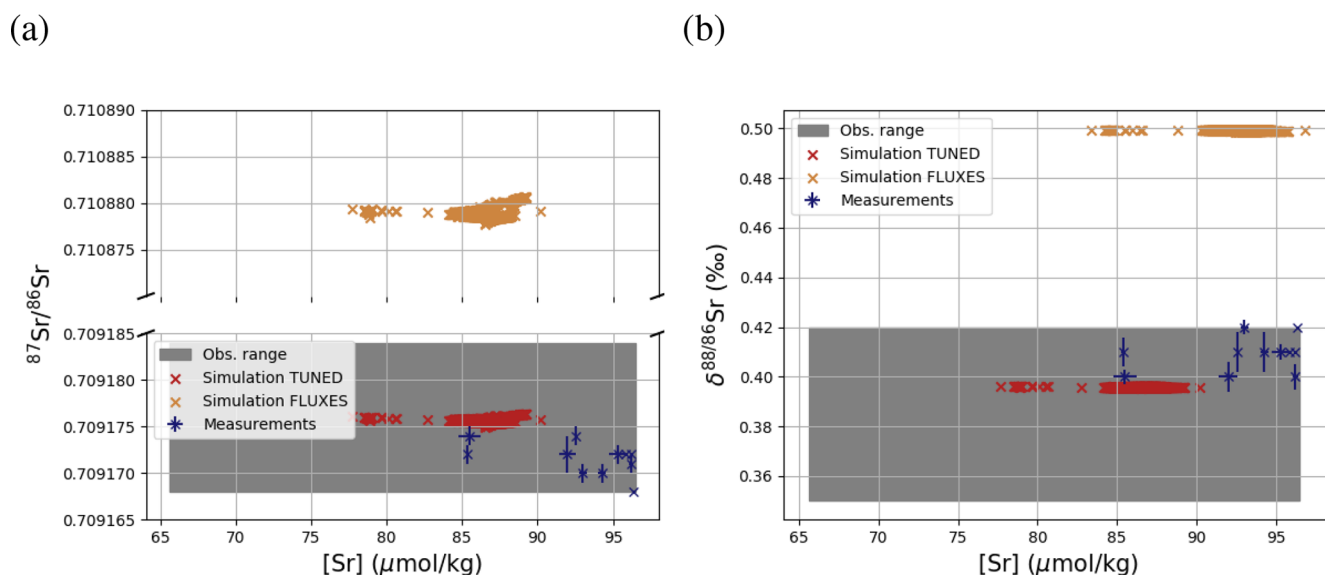 (a)
(b)
0.710890
0.710885
0.710880
0.710875
0.709185
0.709180
0.709175
0.709170
0.709165
⁸⁷Sr/⁸⁶Sr
Obs. range
Simulation TUNED
Simulation FLUXES
Measurements
65 70 75 80 85 90 95
[Sr] (μmol/kg)
0.50
0.48
0.46
0.44
0.42
0.40
0.38
0.36
δ⁸⁸/⁸⁶Sr (‰)
Obs. range
Simulation TUNED
Simulation FLUXES
Measurements
65 70 75 80 85 90 95
[Sr] (μmol/kg)